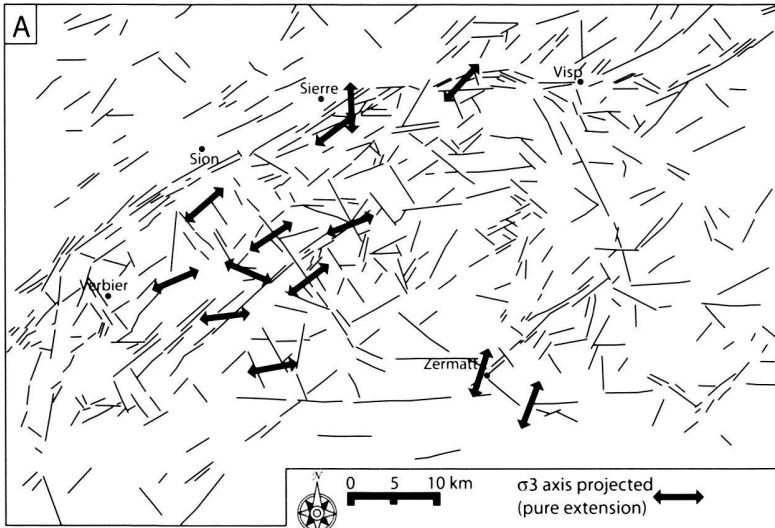 A
Visp
Sierre
Sion
Verbier
Zermatt
N
0 5 10 km
σ3 axis projected
(pure extension)